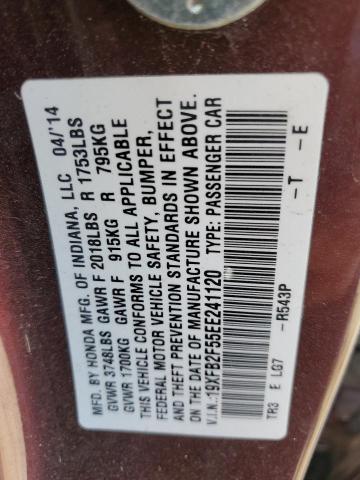 MFD. BY HONDA MFG. OF INDIANA, LLC 04/'14
GVWR 3748LBS GAWR F 2018LBS R 1753LBS
GVWR 1700KG GAWR F 915KG R 795KG
THIS VEHICLE CONFORMS TO ALL APPLICABLE
FEDERAL MOTOR VEHICLE SAFETY, BUMPER,
AND THEFT PREVENTION STANDARDS IN EFFECT
ON THE DATE OF MANUFACTURE SHOWN ABOVE.
V.I.N.:19XFB2F55EE241120 TYPE: PASSENGER CAR
-R543P -T -E
TR3 E LG7